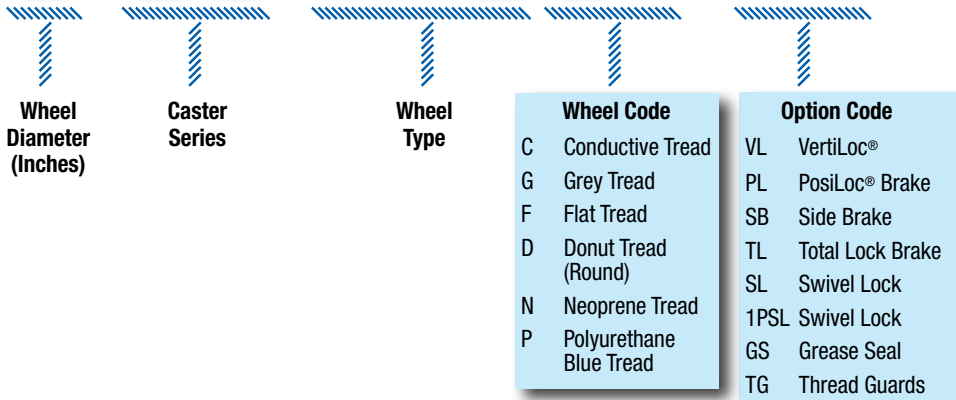 Wheel
Diameter
(Inches)
Caster
Series
Wheel
Type
Wheel Code
C Conductive Tread
G Grey Tread
F Flat Tread
D Donut Tread
(Round)
N Neoprene Tread
P Polyurethane
Blue Tread
Option Code
VL VertiLoc®
PL PosiLoc® Brake
SB Side Brake
TL Total Lock Brake
SL Swivel Lock
1PSL Swivel Lock
GS Grease Seal
TG Thread Guards